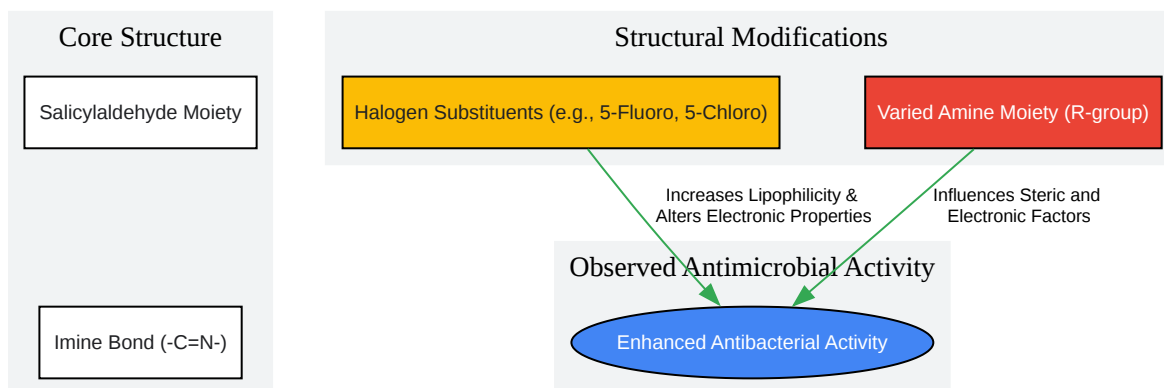 Core Structure
Salicylaldehyde Moiety
Imine Bond (-C=N-)
Structural Modifications
Halogen Substituents (e.g., 5-Fluoro, 5-Chloro)
Varied Amine Moiety (R-group)
Increases Lipophilicity &
Alters Electronic Properties
Influences Steric and
Electronic Factors
Observed Antimicrobial Activity
Enhanced Antibacterial Activity